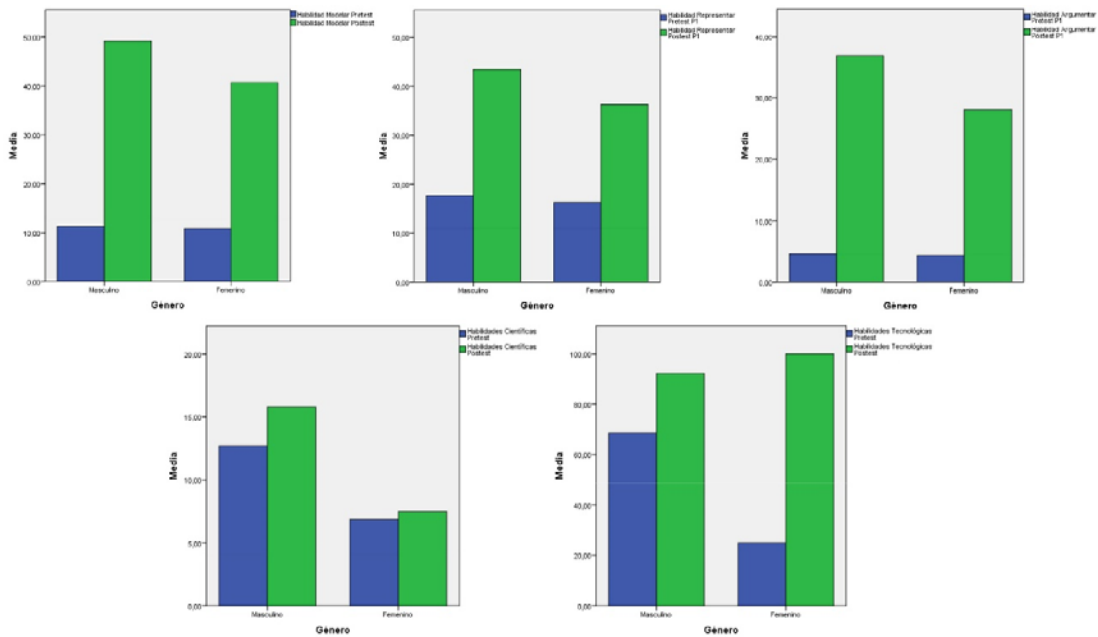 Habilidad Modelar Pretest
Habilidad Modelar Postest
50,00
40,00
30,00
20,00
10,00
0,00
Media
Masculino
Femenino
Género
Habilidad Representar
Pretest P1
Habilidad Representar
Postest P1
50,00
40,00
30,00
20,00
10,00
0,00
Media
Masculino
Femenino
Género
Habilidad Argumentar
Pretest P1
Habilidad Argumentar
Postest P1
40,00
30,00
20,00
10,00
0,00
Media
Masculino
Femenino
Género
Habilidades Científicas
Pretest
Habilidades Científicas
Postest
20,00
15,00
10,00
5,00
0,00
Media
Masculino
Femenino
Género
Habilidades Tecnológicas
Pretest
Habilidades Tecnológicas
Postest
100,00
80,00
60,00
40,00
20,00
0,00
Media
Masculino
Femenino
Género